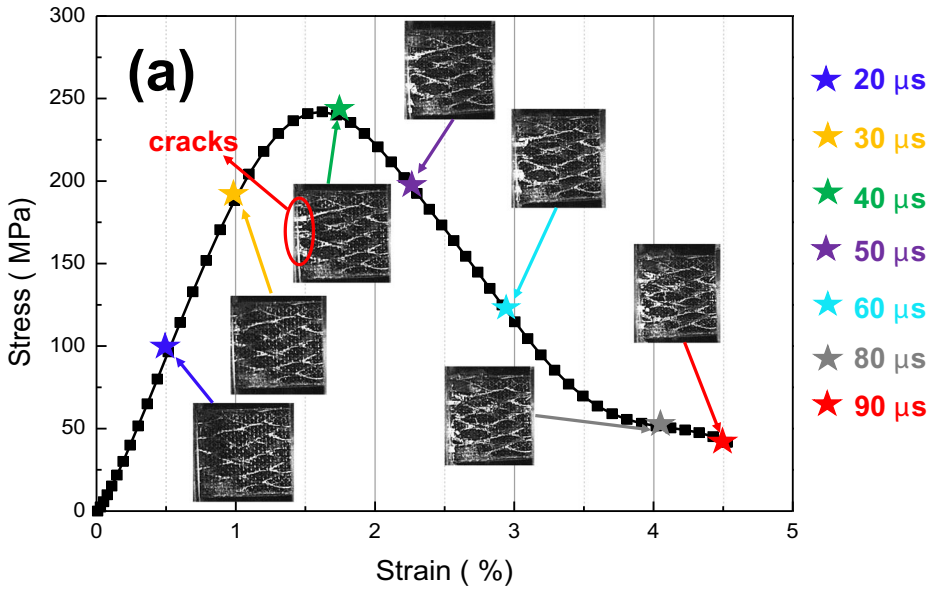 (a)
cracks
Stress ( MPa)
300
250
200
150
100
50
0
0
1
2
3
4
5
Strain ( %)
20 μs
30 μs
40 μs
50 μs
60 μs
80 μs
90 μs